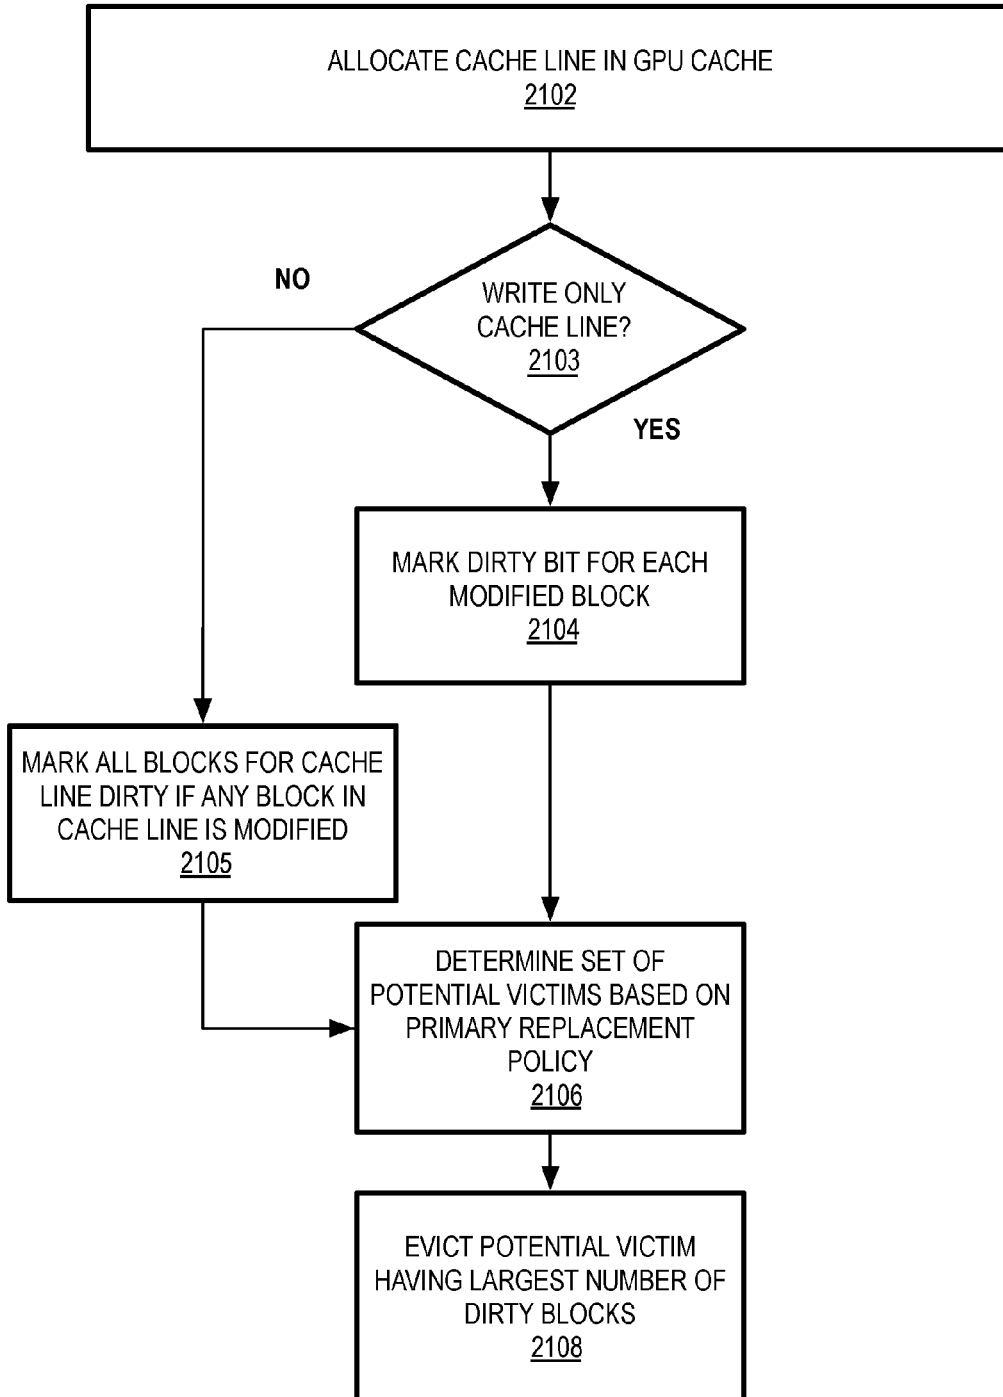 ALLOCATE CACHE LINE IN GPU CACHE
2102
NO
WRITE ONLY
CACHE LINE?
2103
YES
MARK DIRTY BIT FOR EACH
MODIFIED BLOCK
2104
MARK ALL BLOCKS FOR CACHE
LINE DIRTY IF ANY BLOCK IN
CACHE LINE IS MODIFIED
2105
DETERMINE SET OF
POTENTIAL VICTIMS BASED ON
PRIMARY REPLACEMENT
POLICY
2106
EVICT POTENTIAL VICTIM
HAVING LARGEST NUMBER OF
DIRTY BLOCKS
2108